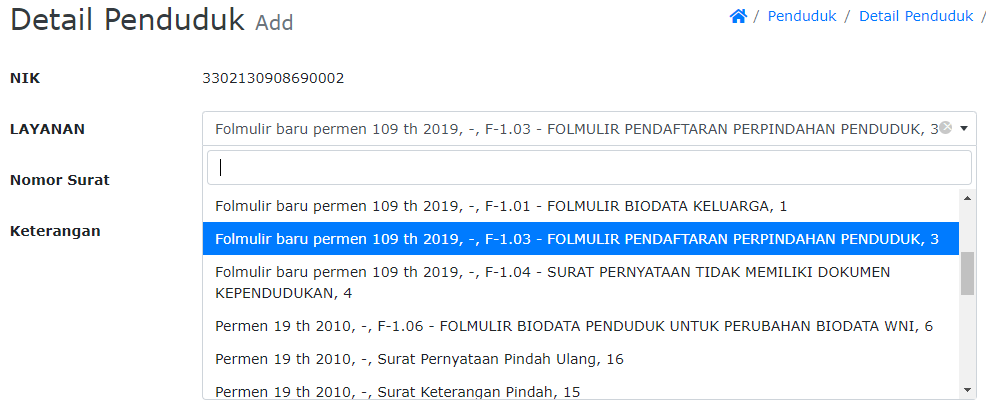 Detail Penduduk Add
/ Penduduk / Detail Penduduk /
NIK 3302130908690002
LAYANAN Folmulir baru permen 109 th 2019, -, F-1.03 - FOLMULIR PENDAFTARAN PERPINDAHAN PENDUDUK, 3
Nomor Surat
Keterangan
Folmulir baru permen 109 th 2019, -, F-1.01 - FOLMULIR BIODATA KELUARGA, 1
Folmulir baru permen 109 th 2019, -, F-1.03 - FOLMULIR PENDAFTARAN PERPINDAHAN PENDUDUK, 3
Folmulir baru permen 109 th 2019, -, F-1.04 - SURAT PERNYATAAN TIDAK MEMILIKI DOKUMEN
KEPENDUDUKAN, 4
Permen 19 th 2010, -, F-1.06 - FOLMULIR BIODATA PENDUDUK UNTUK PERUBAHAN BIODATA WNI, 6
Permen 19 th 2010, -, Surat Pernyataan Pindah Ulang, 16
Permen 19 th 2010, -, Surat Keterangan Pindah, 15